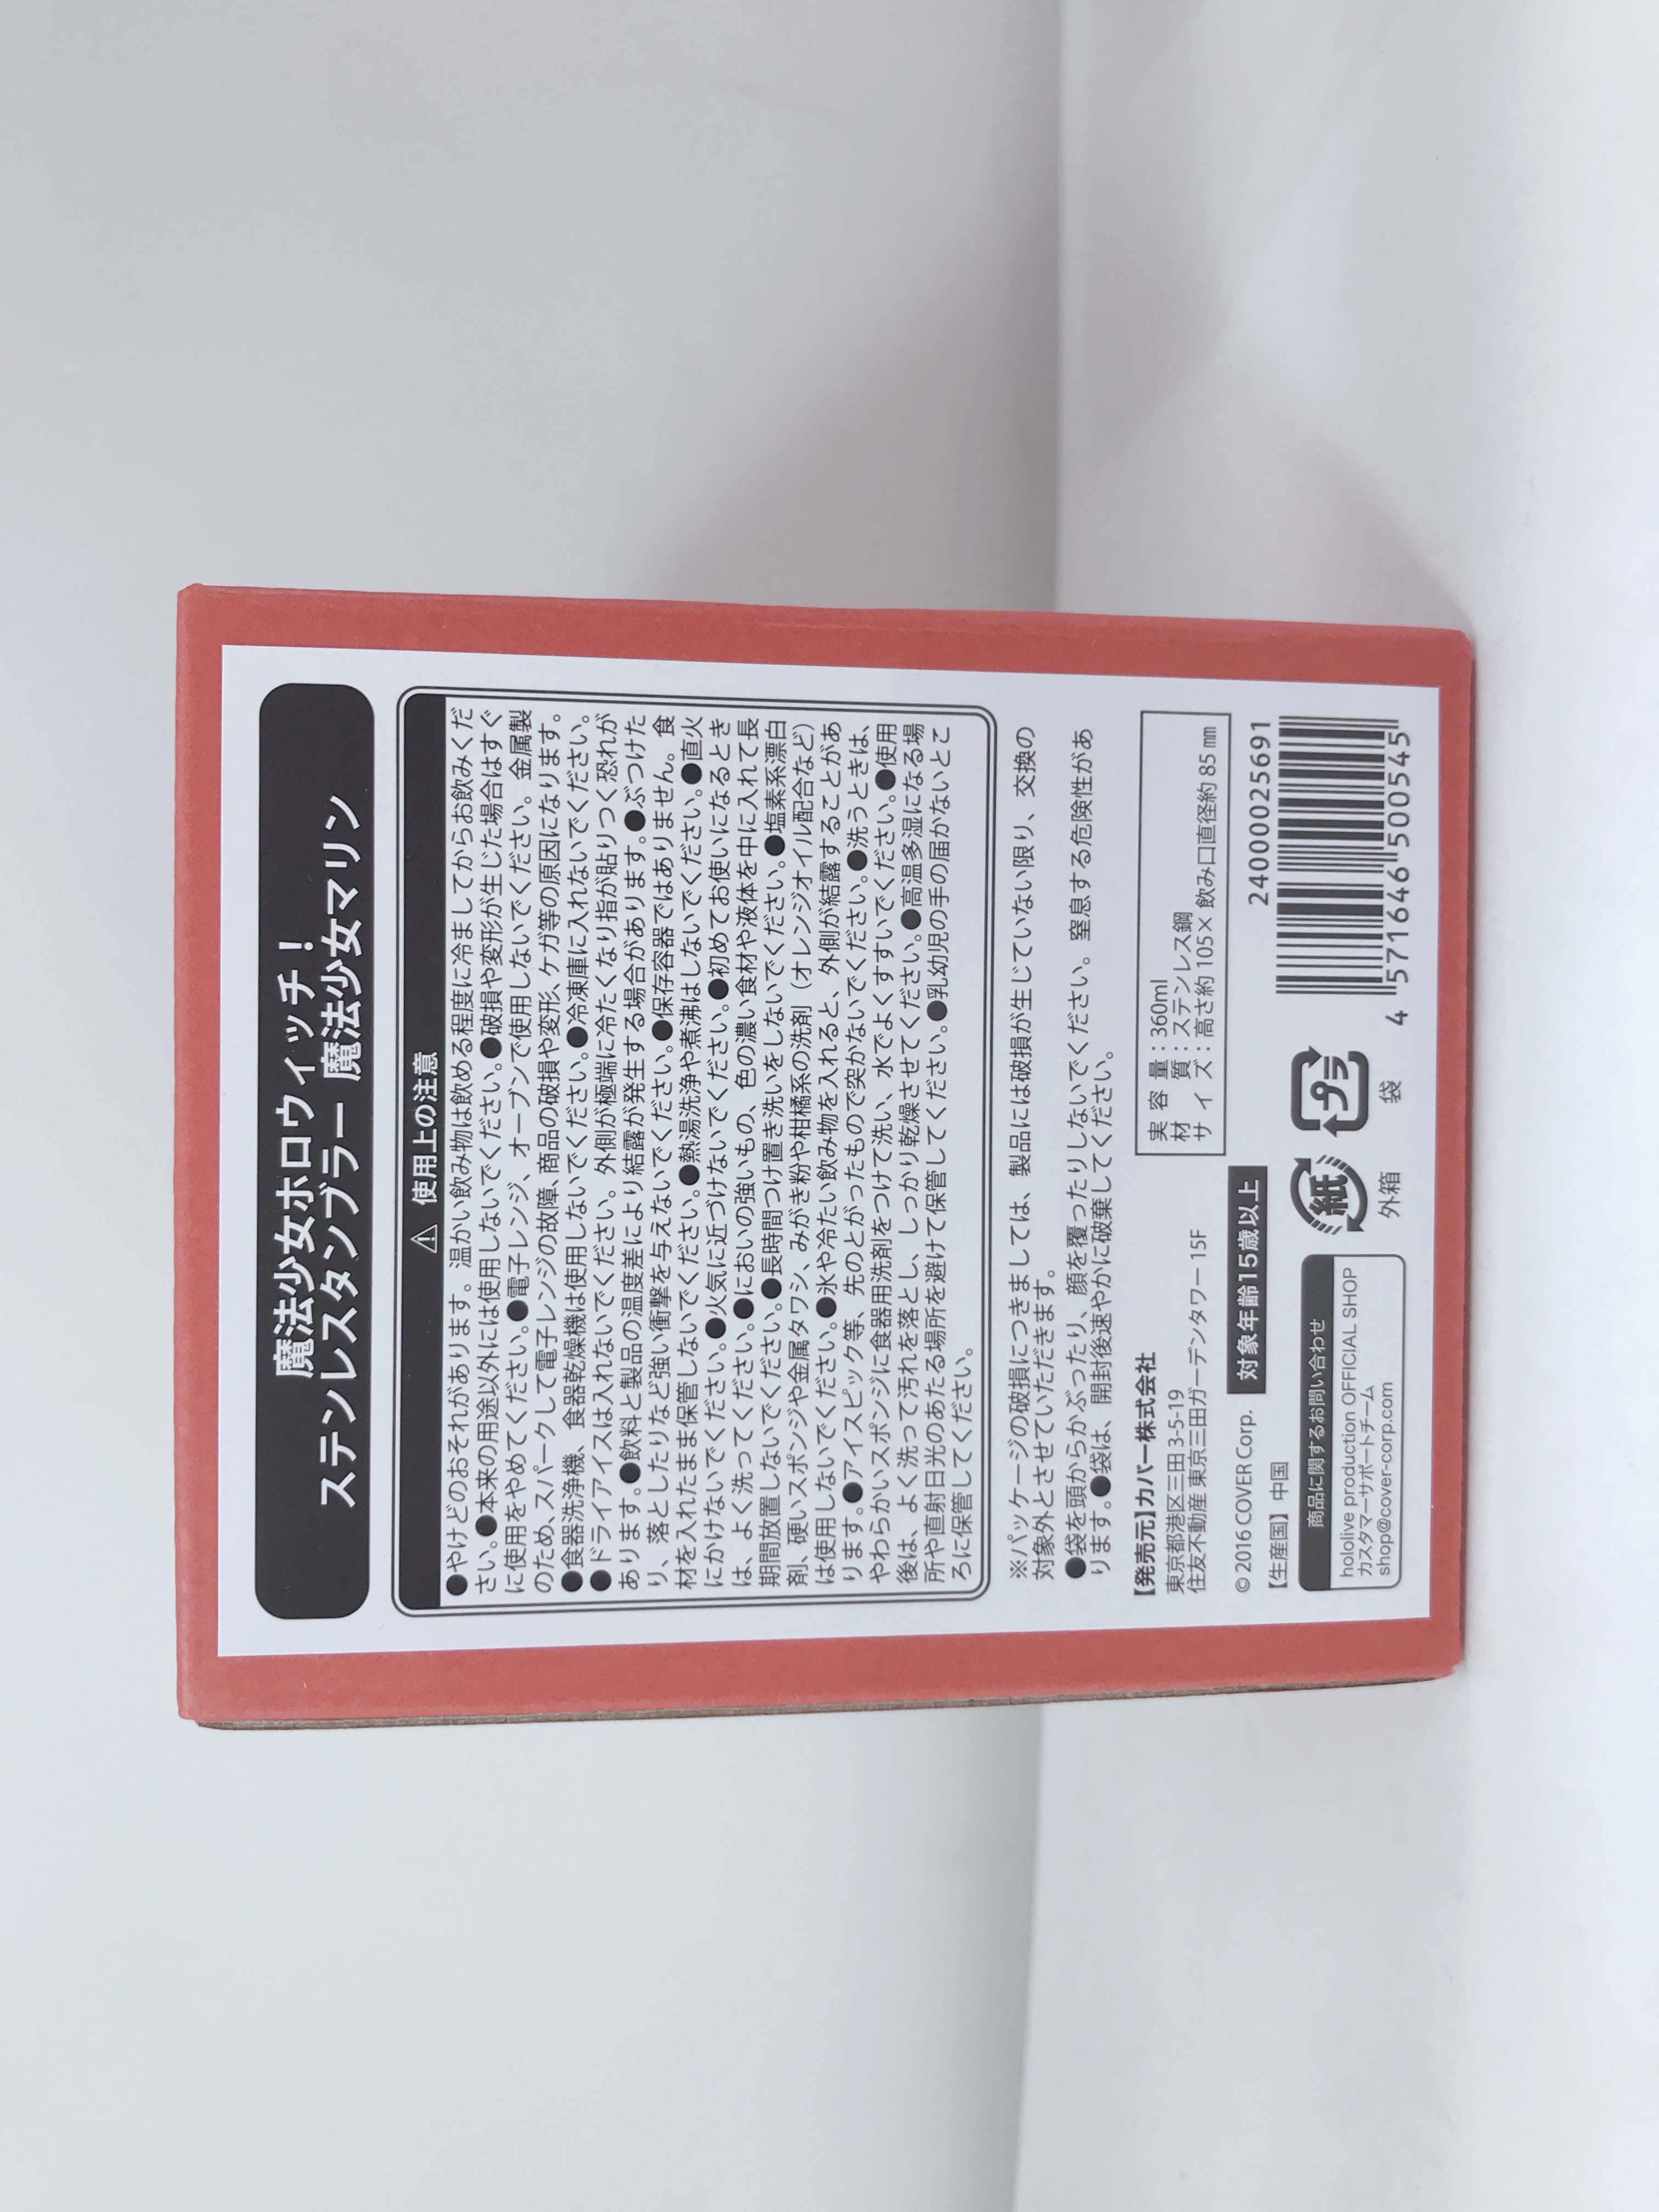 魔法少女ホロウィッチ！
ステンレスタンブラー 魔法少女マリン
⚠ 使用上の注意
●やけどのおそれがあります。温かい飲み物は飲める程度に冷ましてからお飲みくだ
さい。●本来の用途以外には使用しないでください。●破損や変形が生じた場合はすぐ
に使用をやめてください。●電子レンジ、オーブンで使用しないでください。金属製
のため、スパークして電子レンジの故障、商品の破損や変形、ケガ等の原因になります。
●食器洗浄機、食器乾燥機は使用しないでください。●冷凍庫に入れないでください。
●ドライアイスは入れないでください。外側が極端に冷たくなり指が貼りつく恐れが
あります。●飲料と製品の温度差により結露が発生する場合があります。●ぶつけた
り、落としたりなど強い衝撃を与えないでください。●保存容器ではありません。食
材を入れたまま保管しないでください。●熱湯洗浄や煮沸はしないでください。●直火
にかけないでください。●火気に近づけないでください。●初めてお使いになるとき
は、よく洗ってください。●においの強いもの、色の濃い食材や液体を中に入れて長
期間放置しないでください。●長時間つけ置き洗いをしないでください。●塩素系漂白
剤、硬いスポンジや金属タワシ、みがき粉や柑橘系の洗剤（オレンジオイル配合など）
は使用しないでください。●氷や冷たい飲み物を入れると、外側が結露することがあ
ります。●アイスピック等、先のとがったもので突かないでください。●洗うときは、
やわらかいスポンジに食器用洗剤をつけて洗い、水でよくすすいでください。●使用
後は、よく洗って汚れを落とし、しっかり乾燥させてください。●高温多湿になる場
所や直射日光のあたる場所を避けて保管してください。●乳幼児の手の届かないとこ
ろに保管してください。
※パッケージの破損につきましては、製品には破損が生じていない限り、交換の
対象外とさせていただきます。
●袋を頭からかぶったり、顔を覆ったりしないでください。窒息する危険性があ
ります。●袋は、開封後速やかに破棄してください。
【発売元】カバー株式会社
東京都港区三田 3-5-19
住友不動産 東京三田ガーデンタワー 15F
©2016 COVER Corp.
対象年齢15歳以上
【生産国】中国
商品に関するお問い合わせ
hololive production OFFICIAL SHOP
カスタマーサポートチーム
shop@cover-corp.com
実容量：360ml
材質：ステンレス鋼
サイズ：高さ約 105× 飲み口直径約 85 mm
紙
外箱
プラ
袋
2400025691
4 571646 500545